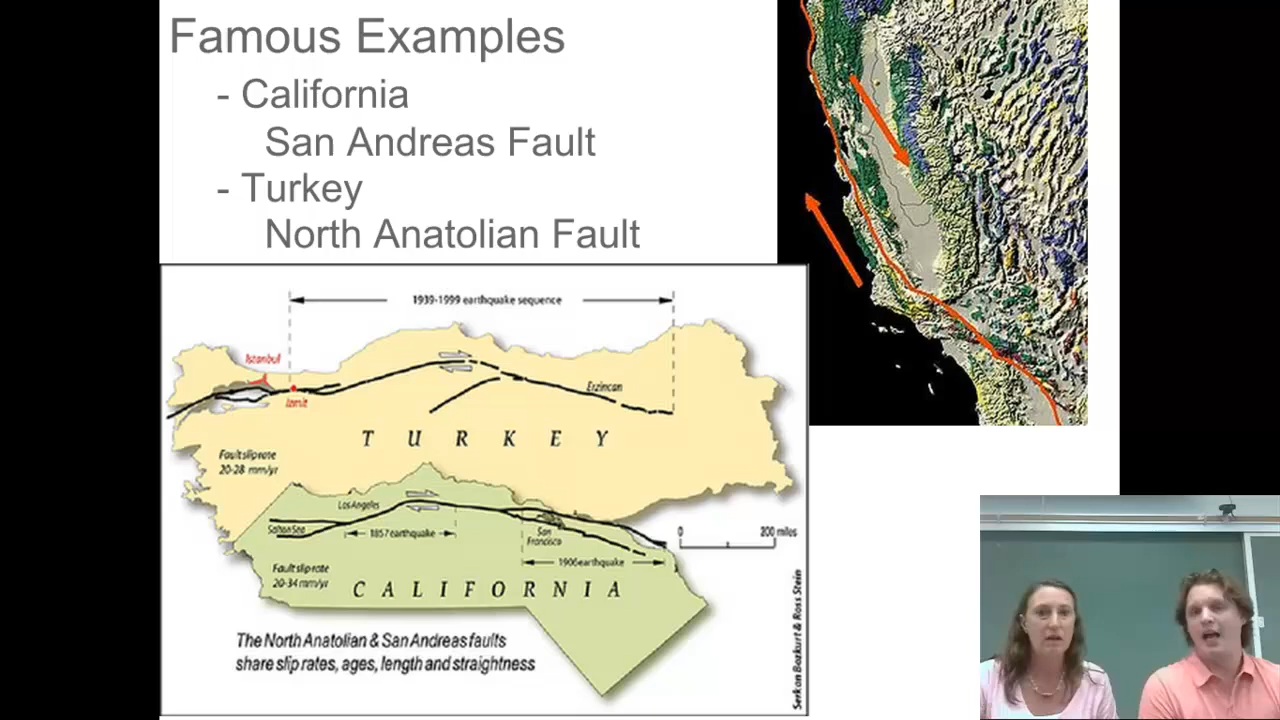 Famous Examples
- California
San Andreas Fault
- Turkey
North Anatolian Fault
1939-1999 earthquake sequence
Istanbul
Izmit
Erzincan
T U R K E Y
Fault slip rate
20-28 mm/yr
Los Angeles
Salton Sea
1857 earthquake
San
Francisco
1906 earthquake
0 200 miles
Fault slip rate
20-34 mm/yr
C A L I F O R N I A
The North Anatolian & San Andreas faults
share slip rates, ages, length and straightness
Serkan Bozkurt & Ross Stein